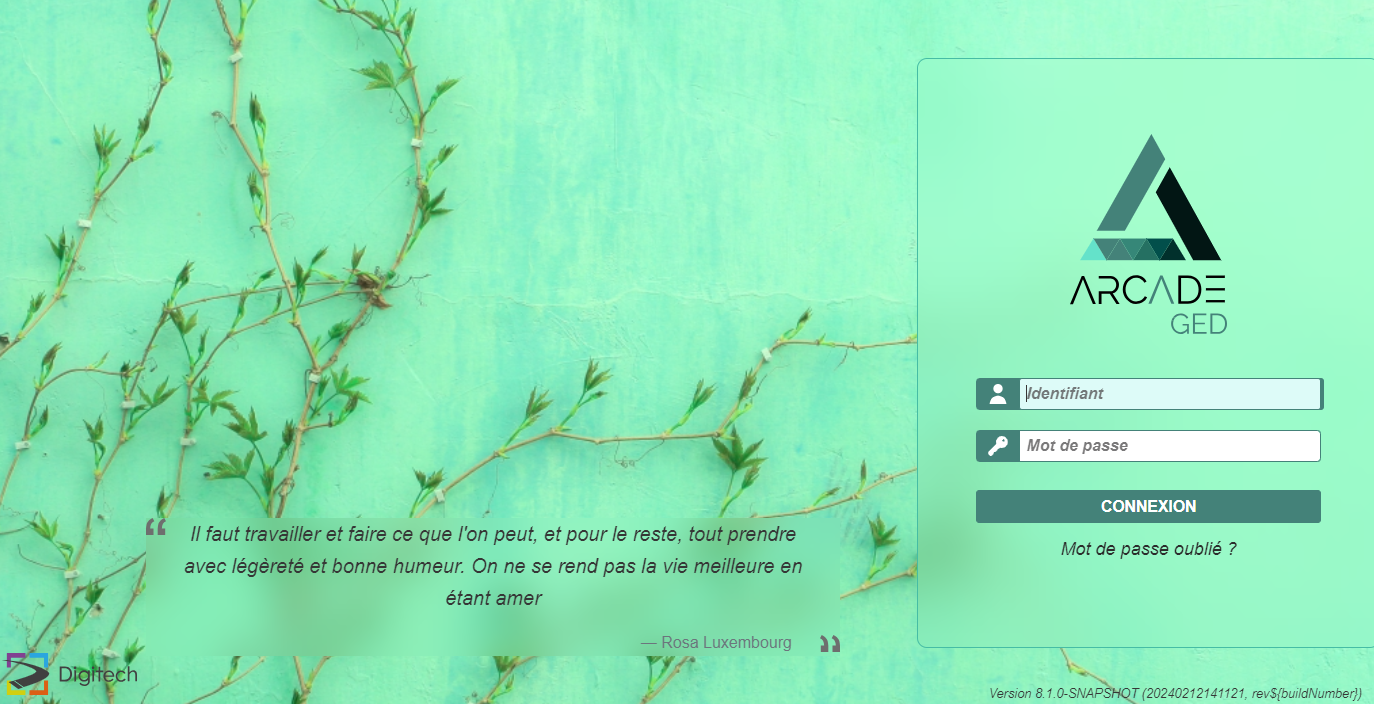 ARCADE
GED
Identifiant
Mot de passe
CONNEXION
Mot de passe oublié ?
“
Il faut travailler et faire ce que l'on peut, et pour le reste, tout prendre
avec légèreté et bonne humeur. On ne se rend pas la vie meilleure en
étant amer
— Rosa Luxembourg ”
Digitech
Version 8.1.0-SNAPSHOT (20240212141121, rev${buildNumber})